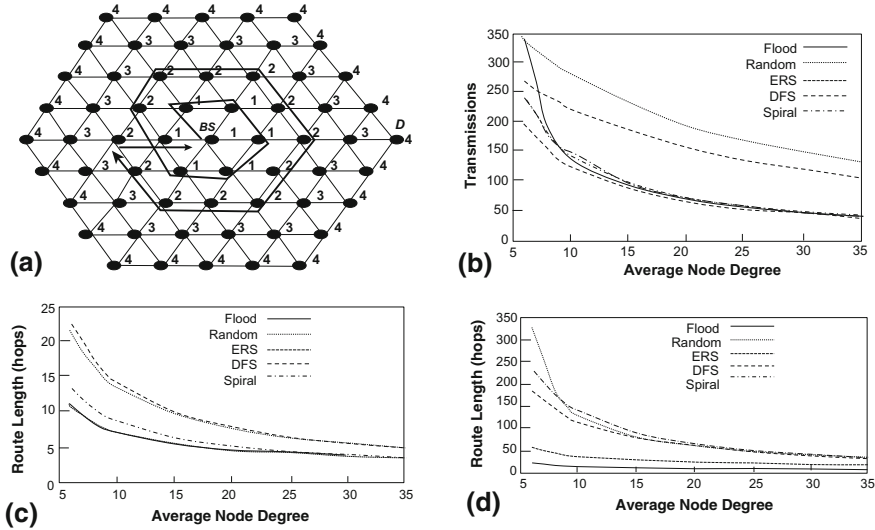 4 4 4 4 4
4 3 3 3 3 4
4 3 2 2 2 3 4
4 3 2 1 1 2 3 4
4 3 2 1 BS 1 2 3 D 4
4 3 2 1 1 2 3 4
4 3 2 2 2 3 4
4 3 3 3 3 4
4 4 4 4 4
(a)
350
300
250
200
150
100
50
0
Transmissions
Flood
Random
ERS
DFS
Spiral
5 10 15 20 25 30 35
Average Node Degree
(b)
25
20
15
10
5
0
Route Length (hops)
Flood
Random
ERS
DFS
Spiral
5 10 15 20 25 30 35
Average Node Degree
(c)
350
300
250
200
150
100
50
0
Route Length (hops)
Flood
Random
ERS
DFS
Spiral
5 10 15 20 25 30 35
Average Node Degree
(d)